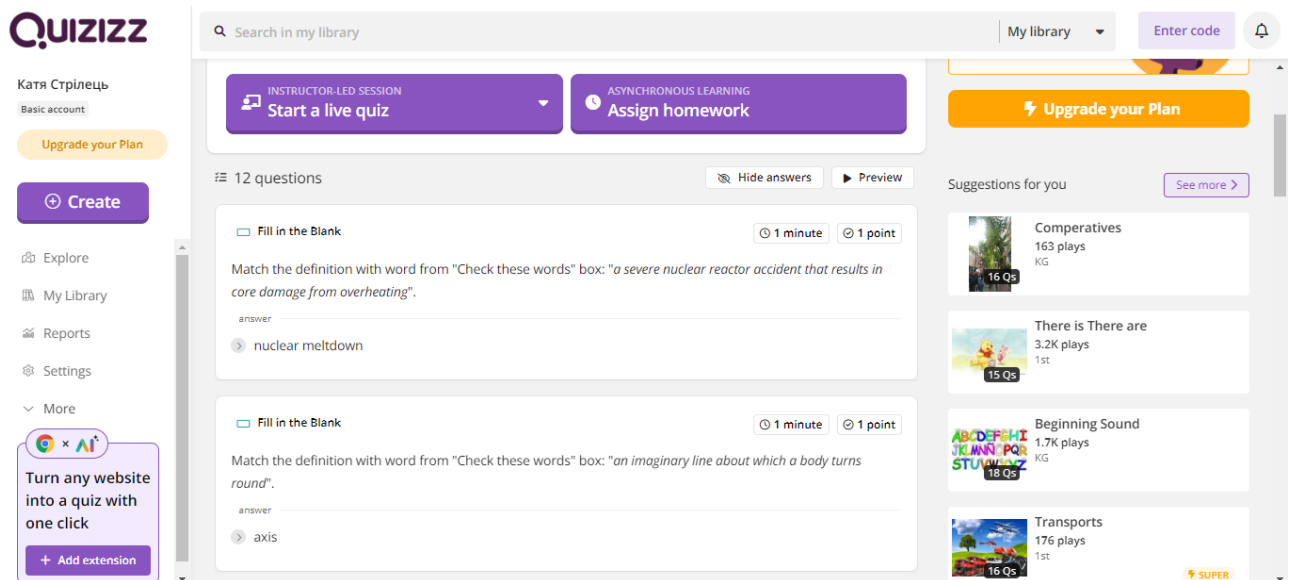 QUIZIZZ
Катя Стрілець
Basic account
Upgrade your Plan
Create
Explore
My Library
Reports
Settings
More
× AI
Turn any website
into a quiz with
one click
+ Add extension
Search in my library
My library
Enter code
INSTRUCTOR-LED SESSION
Start a live quiz
ASYNCHRONOUS LEARNING
Assign homework
12 questions
Hide answers
Preview
Fill in the Blank
1 minute
1 point
Match the definition with word from "Check these words" box: "a severe nuclear reactor accident that results in
core damage from overheating".
answer
nuclear meltdown
Fill in the Blank
1 minute
1 point
Match the definition with word from "Check these words" box: "an imaginary line about which a body turns
round".
answer
axis
Upgrade your Plan
Suggestions for you
See more
Comperatives
163 plays
KG
16 Qs
There is There are
3.2K plays
1st
15 Qs
Beginning Sound
1.7K plays
KG
ABCDEFGHI
JKLMNÑOPQR
STUVWXYZ
18 Qs
Transports
176 plays
1st
16 Qs
SUPER